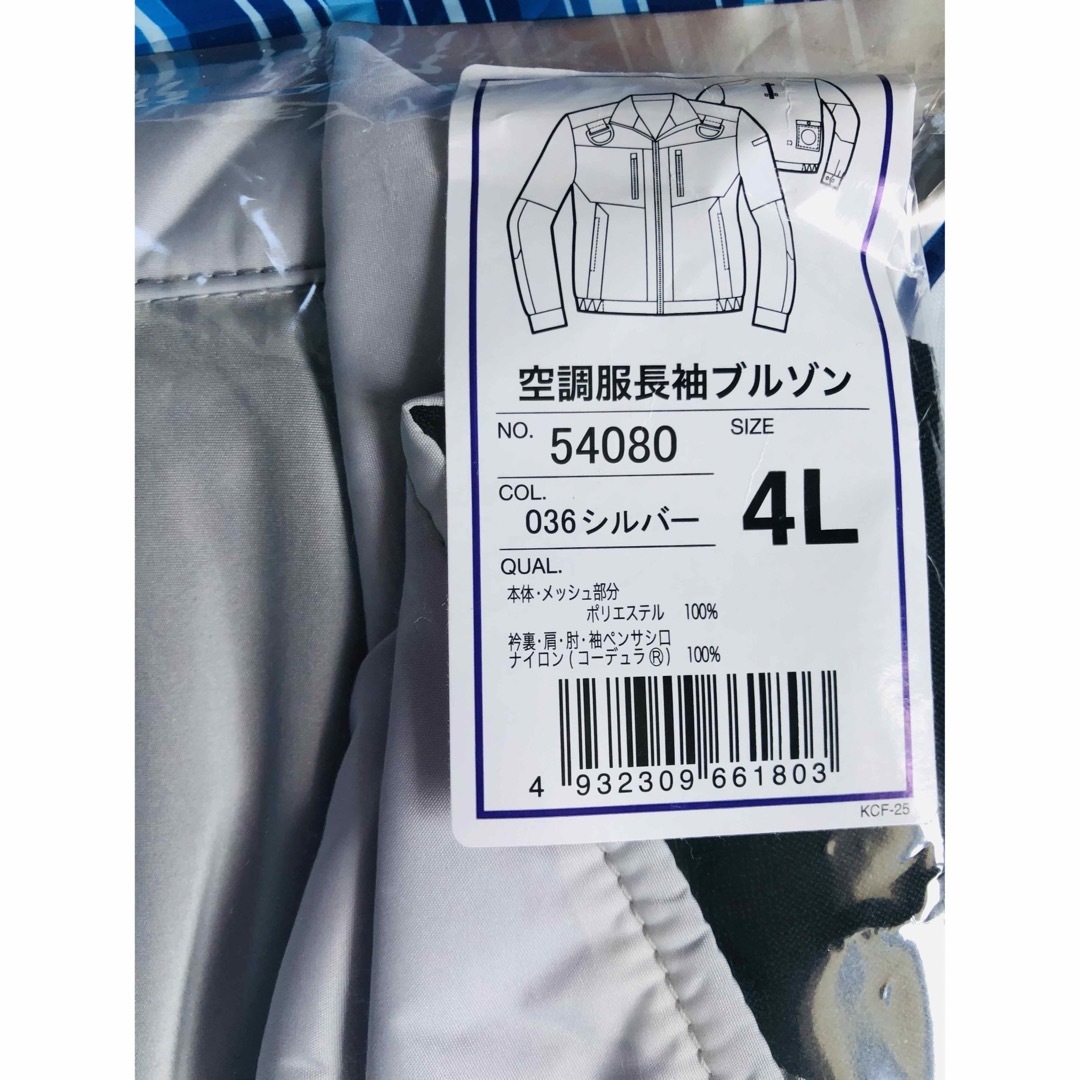 空調服長袖ブルゾン
NO. 54080
SIZE
4L
COL.
036シルバー
QUAL.
本体・メッシュ部分
ポリエステル 100%
衿裏・肩・肘・袖ペンサシ口
ナイロン(コーデュラ®) 100%
4 932309 661803
KCF-25